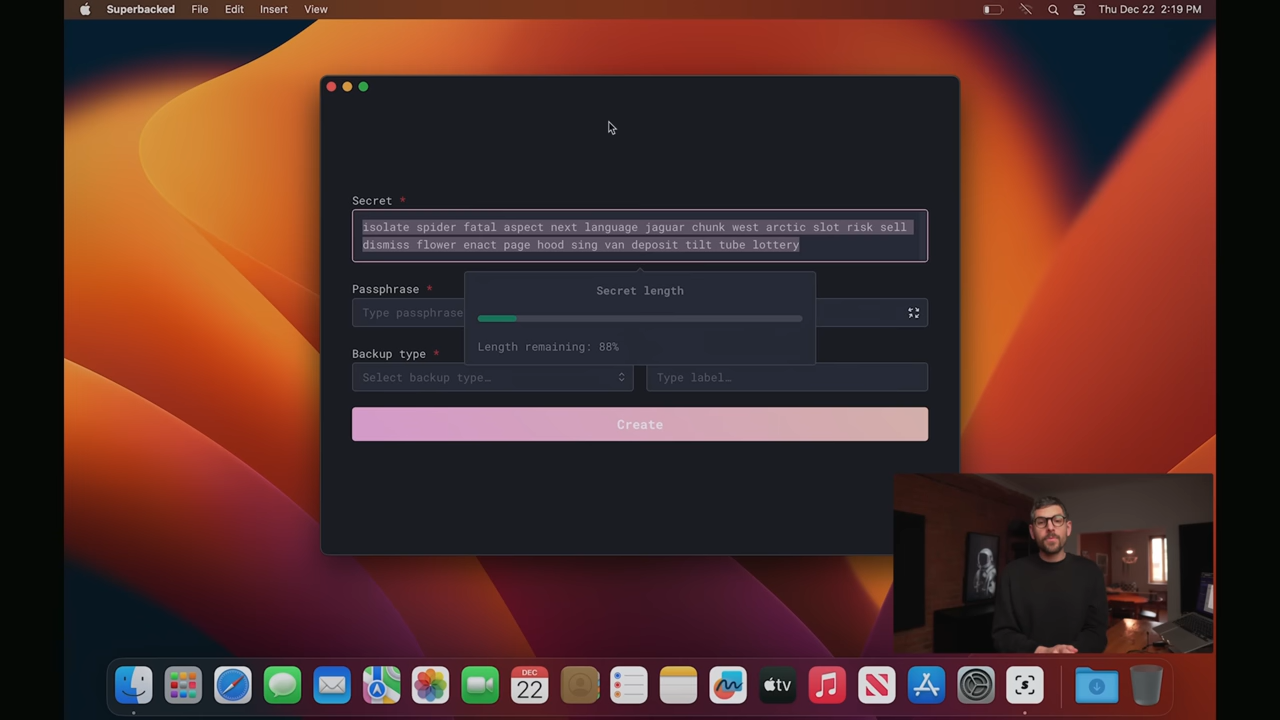 Superbacked File Edit Insert View Thu Dec 22 2:19 PM
Secret *
isolate spider fatal aspect next language jaguar chunk west arctic slot risk sell
dismiss flower enact page hood sing van deposit tilt tube lottery
Secret length
Length remaining: 88%
Passphrase *
Type passphrase
Backup type *
Select backup type…
Type label…
Create
DEC
22
tv